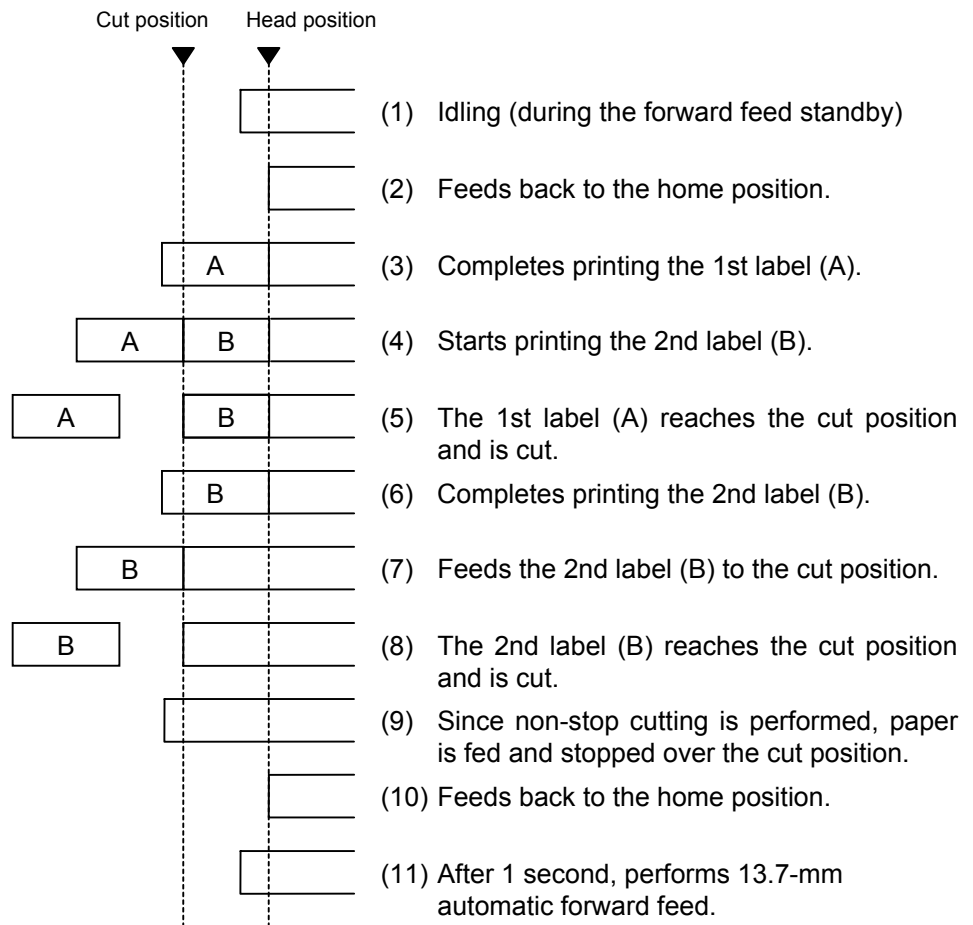 Cut position Head position
(1) Idling (during the forward feed standby)
(2) Feeds back to the home position.
A (3) Completes printing the 1st label (A).
A B (4) Starts printing the 2nd label (B).
A B (5) The 1st label (A) reaches the cut position
and is cut.
B (6) Completes printing the 2nd label (B).
B (7) Feeds the 2nd label (B) to the cut position.
B (8) The 2nd label (B) reaches the cut position
and is cut.
(9) Since non-stop cutting is performed, paper
is fed and stopped over the cut position.
(10) Feeds back to the home position.
(11) After 1 second, performs 13.7-mm
automatic forward feed.